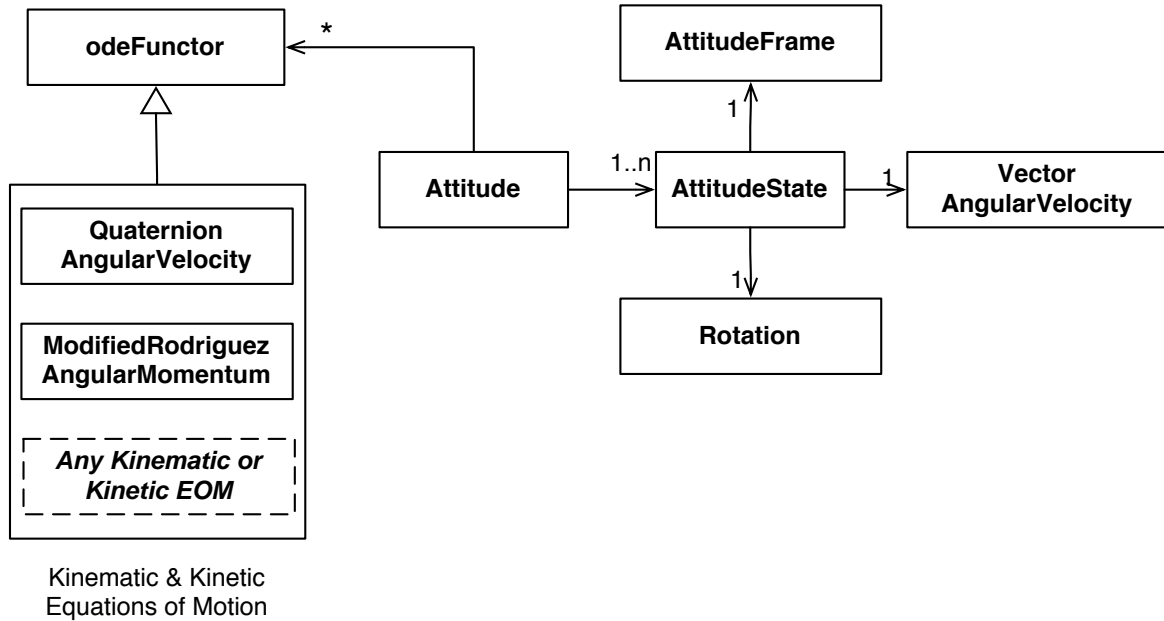 odeFunctor
*
AttitudeFrame
1
Attitude
1..n
AttitudeState
1
Vector
AngularVelocity
1
Rotation
Quaternion
AngularVelocity
ModifiedRodriguez
AngularMomentum
Any Kinematic or
Kinetic EOM
Kinematic & Kinetic
Equations of Motion